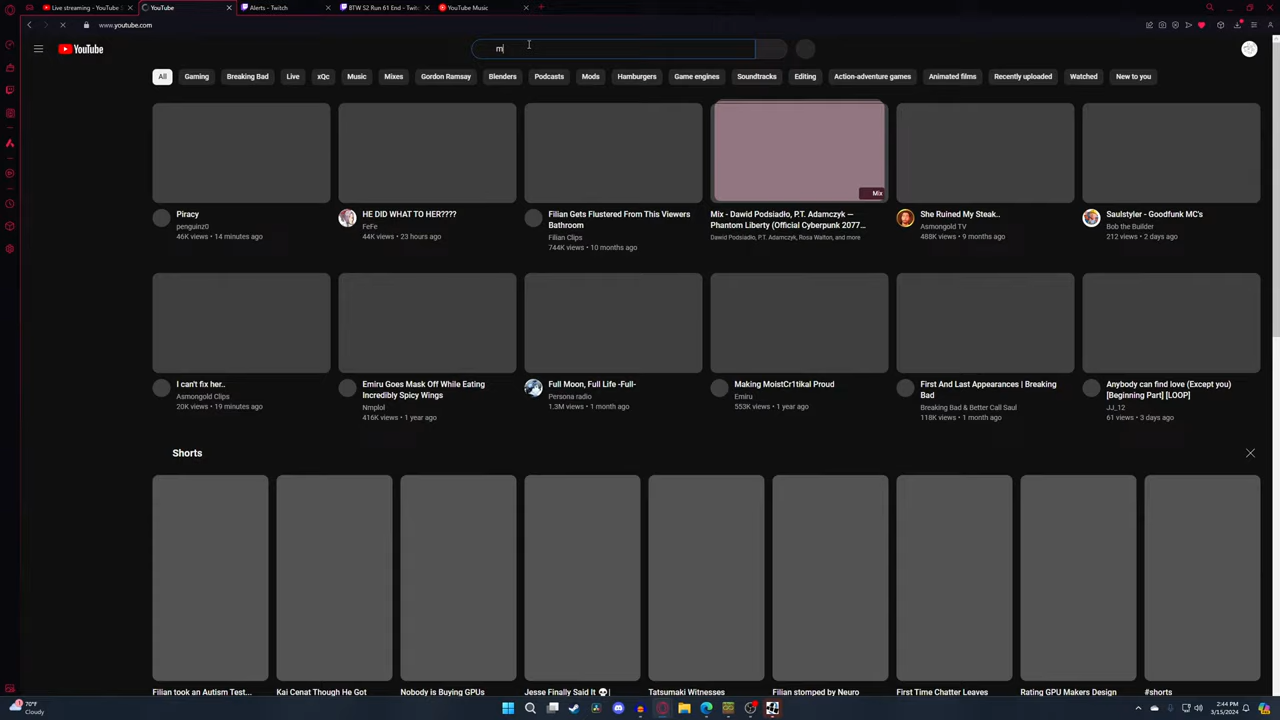 Live streaming - YouTube S
YouTube
Alerts - Twitch
BTW S2 Run 61 End - Twitc
YouTube Music
www.youtube.com
YouTube
m
All
Gaming
Breaking Bad
Live
xQc
Music
Mixes
Gordon Ramsay
Blenders
Podcasts
Mods
Hamburgers
Game engines
Soundtracks
Editing
Action-adventure games
Animated films
Recently uploaded
Watched
New to you
Mix
Piracy
penguinz0
46K views • 14 minutes ago
HE DID WHAT TO HER????
FeFe
44K views • 23 hours ago
Filian Gets Flustered From This Viewers
Bathroom
Filian Clips
744K views • 10 months ago
Mix - Dawid Podsiadło, P.T. Adamczyk —
Phantom Liberty (Official Cyberpunk 2077...
Dawid Podsiadło, P.T. Adamczyk, Rosa Walton, and more
She Ruined My Steak..
Asmongold TV
488K views • 9 months ago
Saulstyler - Goodfunk MC's
Bob the Builder
212 views • 2 days ago
I can't fix her..
Asmongold Clips
20K views • 19 minutes ago
Emiru Goes Mask Off While Eating
Incredibly Spicy Wings
Nmplol
416K views • 1 year ago
Full Moon, Full Life -Full-
Persona radio
1.3M views • 1 month ago
Making MoistCr1tikal Proud
Emiru
553K views • 1 year ago
First And Last Appearances | Breaking
Bad
Breaking Bad & Better Call Saul
118K views • 1 month ago
Anybody can find love (Except you)
[Beginning Part] [LOOP]
JJ_12
61 views • 3 days ago
Shorts
Filian took an Autism Test...
Kai Cenat Though He Got
Nobody is Buying GPUs
Jesse Finally Said It 💀|
Tatsumaki Witnesses
Filian stomped by Neuro
First Time Chatter Leaves
Rating GPU Makers Design
#shorts
70°F
Cloudy
2:44 PM
3/15/2024